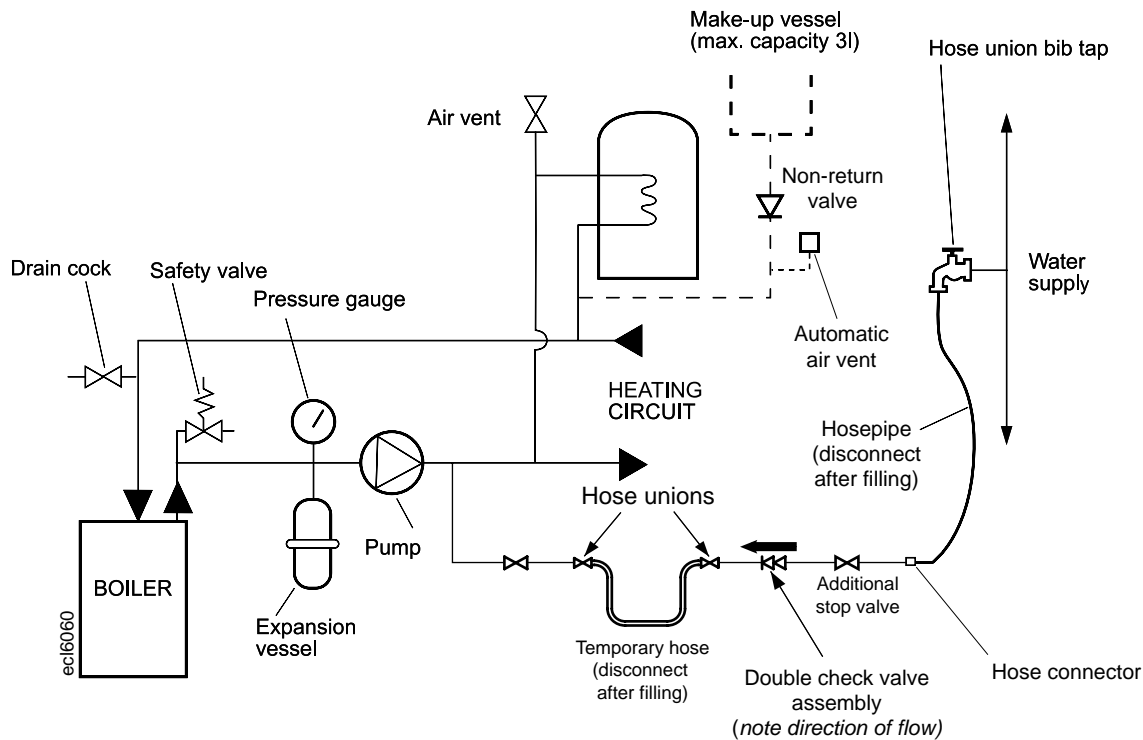 Make-up vessel
(max. capacity 3l)
Hose union bib tap
Air vent
Non-return
valve
Drain cock
Safety valve
Pressure gauge
Water
supply
Automatic
air vent
HEATING
CIRCUIT
Hosepipe
(disconnect
after filling)
Hose unions
Pump
BOILER
ecl6060
Expansion
vessel
Additional
stop valve
Temporary hose
(disconnect
after filling)
Double check valve
assembly
(note direction of flow)
Hose connector